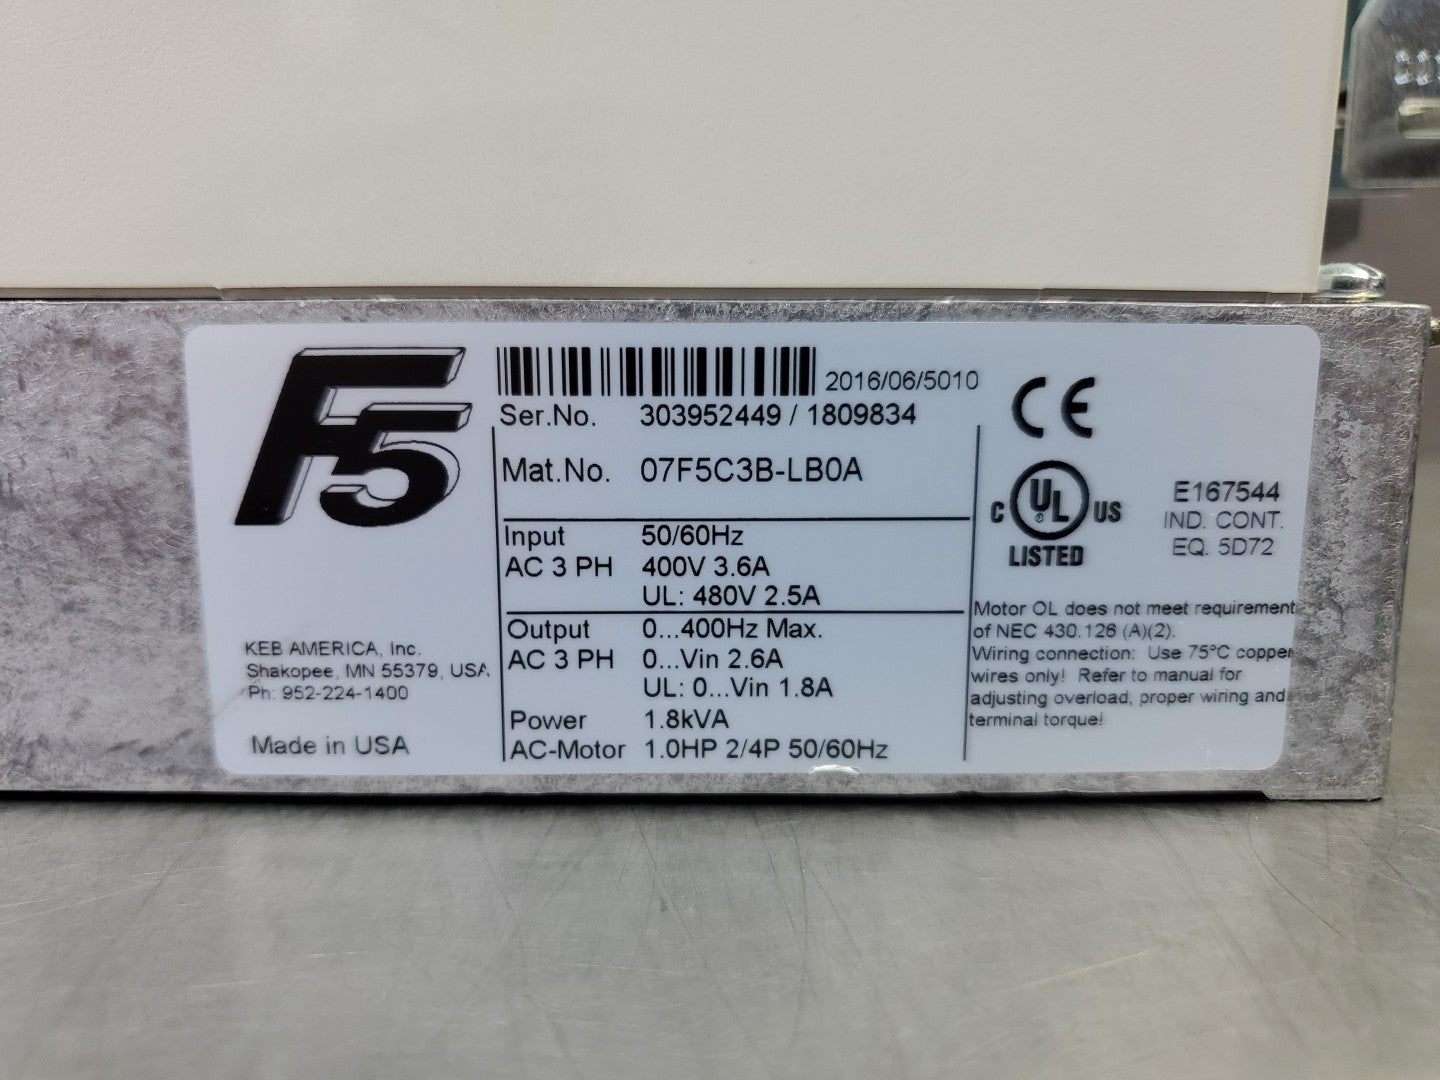 F5
2016/06/5010
Ser.No. 303952449 / 1809834
Mat.No. 07F5C3B-LB0A
Input 50/60Hz
AC 3 PH 400V 3.6A
UL: 480V 2.5A
Output 0...400Hz Max.
AC 3 PH 0...Vin 2.6A
UL: 0...Vin 1.8A
Power 1.8kVA
AC-Motor 1.0HP 2/4P 50/60Hz
KEB AMERICA, Inc.
Shakopee, MN 55379, USA
Ph: 952-224-1400
Made in USA
CE
C UL ® US
LISTED
E167544
IND. CONT.
EQ. 5D72
Motor OL does not meet requirement
of NEC 430.126 (A)(2).
Wiring connection: Use 75°C copper
wires only! Refer to manual for
adjusting overload, proper wiring and
terminal torque!